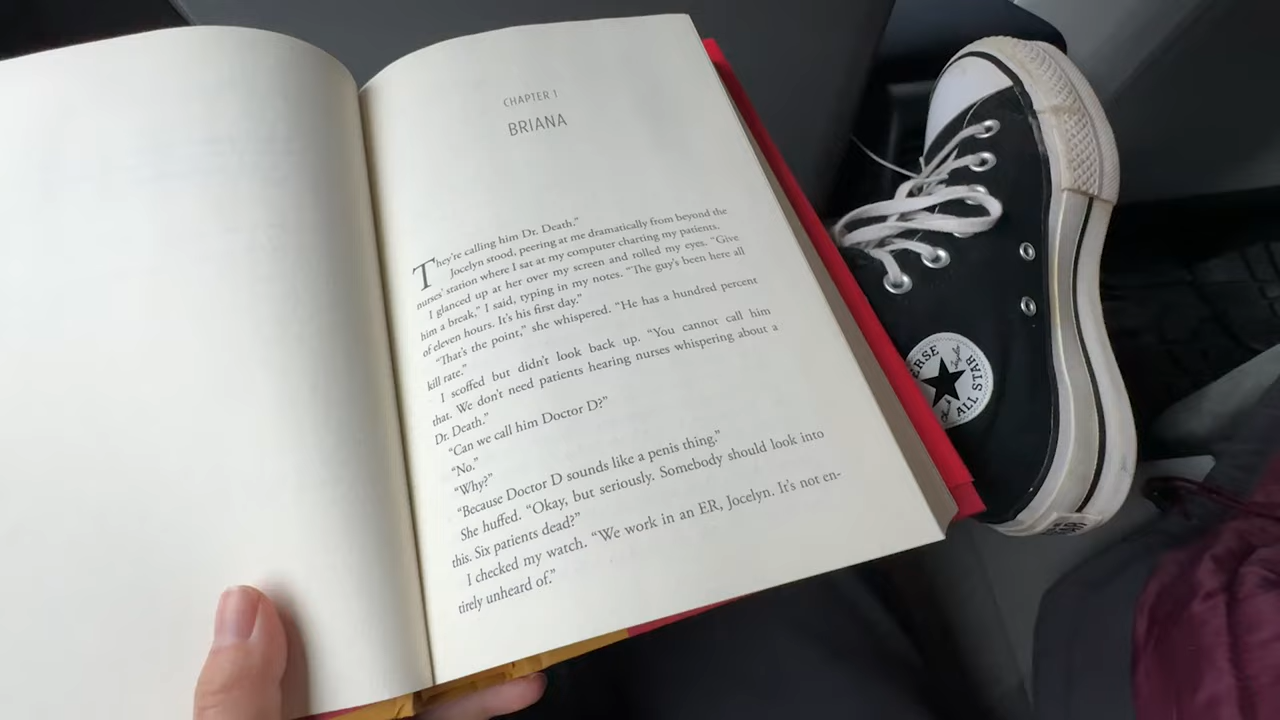 CHAPTER 1
BRIANA
They're calling him Dr. Death."
Jocelyn stood, peering at me dramatically from beyond the
nurses' station where I sat at my computer charting my patients.
I glanced up at her over my screen and rolled my eyes. "Give
him a break," I said, typing in my notes. "The guy's been here all
of eleven hours. It's his first day."
"That's the point," she whispered. "He has a hundred percent
kill rate."
I scoffed but didn't look back up. "You cannot call him
that. We don't need patients hearing nurses whispering about a
Dr. Death."
"Can we call him Doctor D?"
"No."
"Why?"
"Because Doctor D sounds like a penis thing."
She huffed. "Okay, but seriously. Somebody should look into
this. Six patients dead?"
I checked my watch. "We work in an ER, Jocelyn. It's not en-
tirely unheard of."
ERSE
ALL STAR